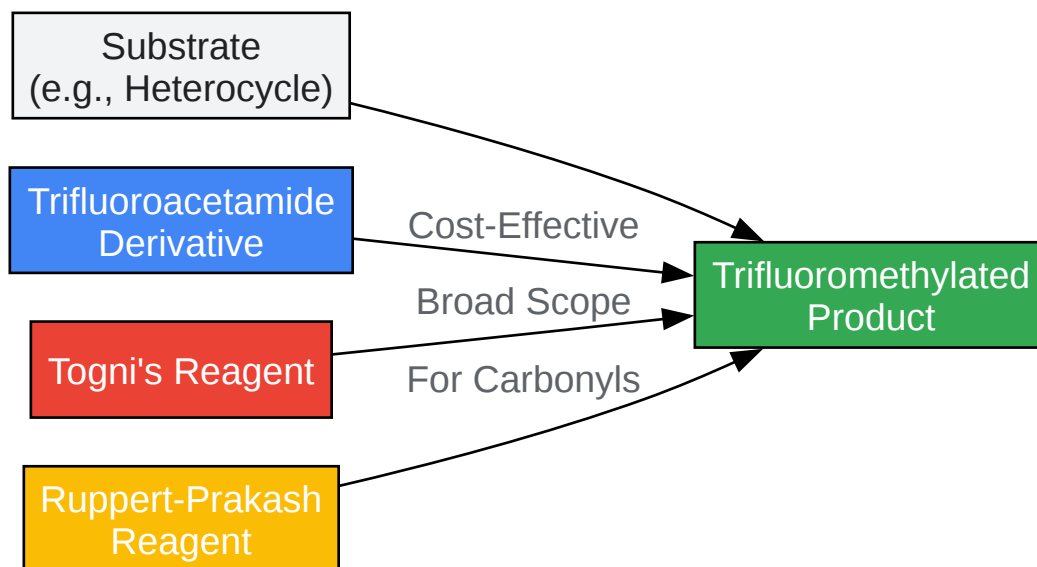 Substrate
(e.g., Heterocycle)
Trifluoroacetamide
Derivative
Cost-Effective
Trifluoromethylated
Product
Broad Scope
Togni's Reagent
For Carbonyls
Ruppert-Prakash
Reagent